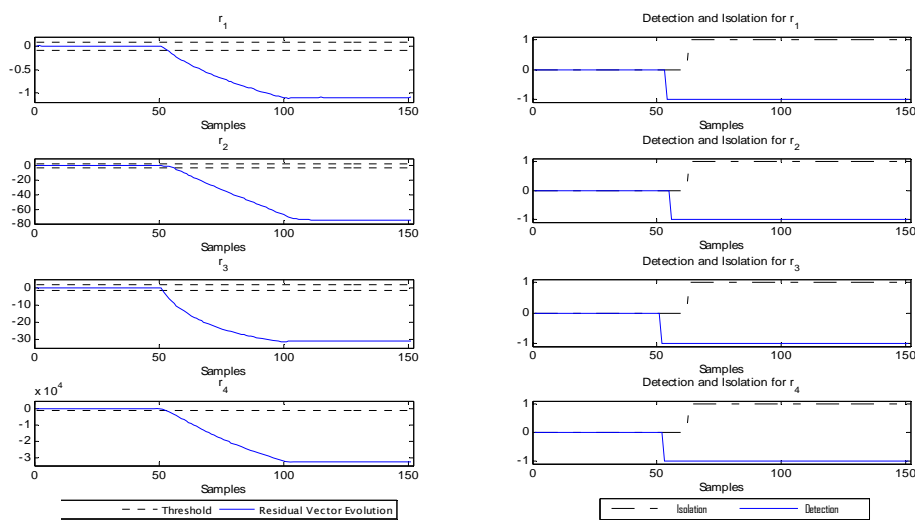 r1
0
-0.5
-1
0 50 100 150
Samples
r2
0
-20
-40
-60
-80
0 50 100 150
Samples
r3
0
-10
-20
-30
0 50 100 150
Samples
x 10^4
r4
0
-1
-2
-3
0 50 100 150
Samples
Threshold Residual Vector Evolution
Detection and Isolation for r1
1
0
-1
0 50 100 150
Samples
Detection and Isolation for r2
1
0
-1
0 50 100 150
Samples
Detection and Isolation for r3
1
0
-1
0 50 100 150
Samples
Detection and Isolation for r4
1
0
-1
0 50 100 150
Samples
Isolation Detection